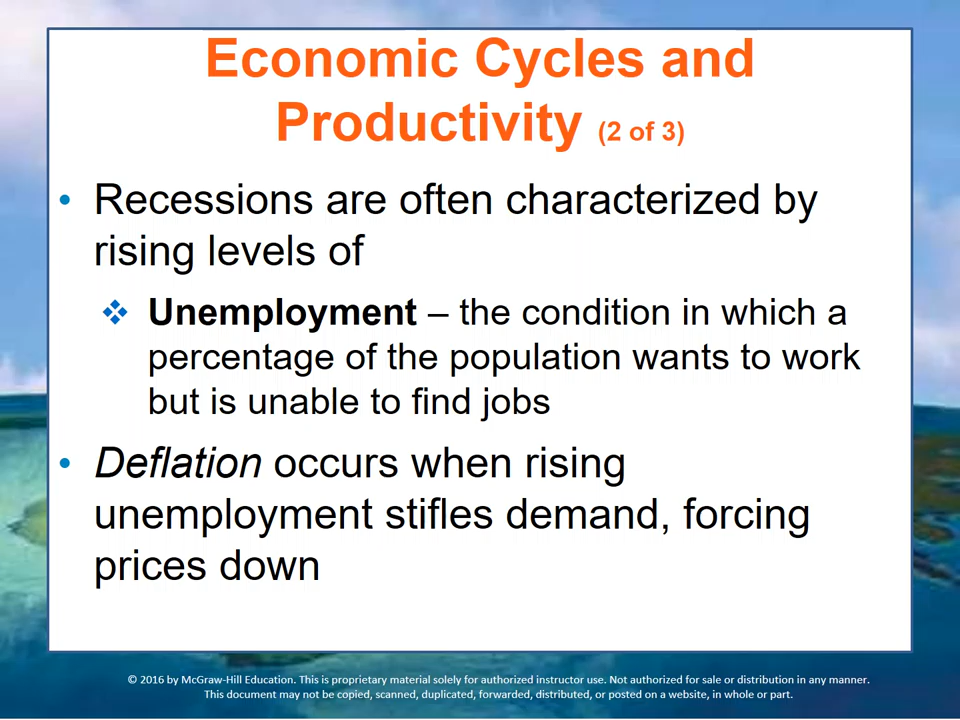 Economic Cycles and
Productivity (2 of 3)
• Recessions are often characterized by
rising levels of
❖ Unemployment – the condition in which a
percentage of the population wants to work
but is unable to find jobs
• Deflation occurs when rising
unemployment stifles demand, forcing
prices down
© 2016 by McGraw-Hill Education. This is proprietary material solely for authorized instructor use. Not authorized for sale or distribution in any manner.
This document may not be copied, scanned, duplicated, forwarded, distributed, or posted on a website, in whole or part.